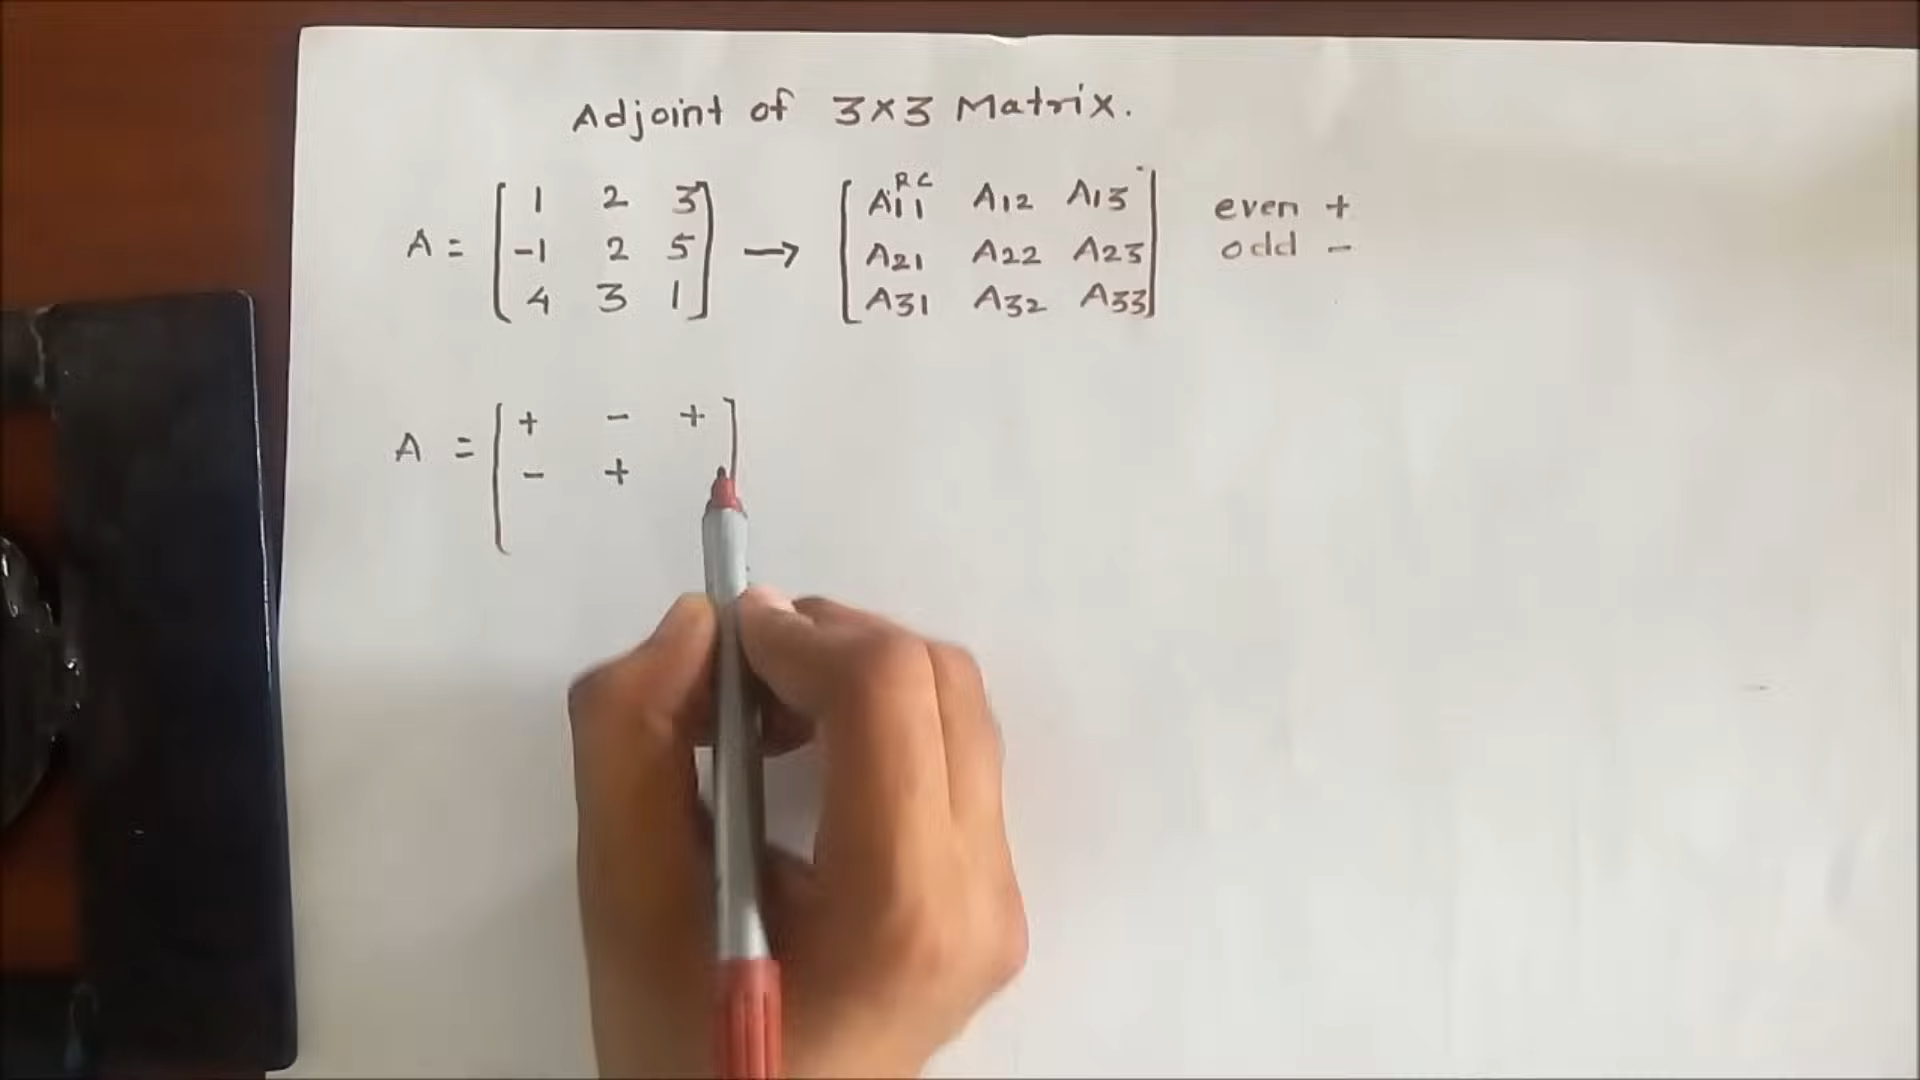 Adjoint of 3×3 Matrix.
A = [ 1 2 3 ] → [ A11 RC A12 A13 ] even +
[ -1 2 5 ] [ A21 A22 A23 ] odd -
[ 4 3 1 ] [ A31 A32 A33 ]
A = [ + - + ]
[ - + ]